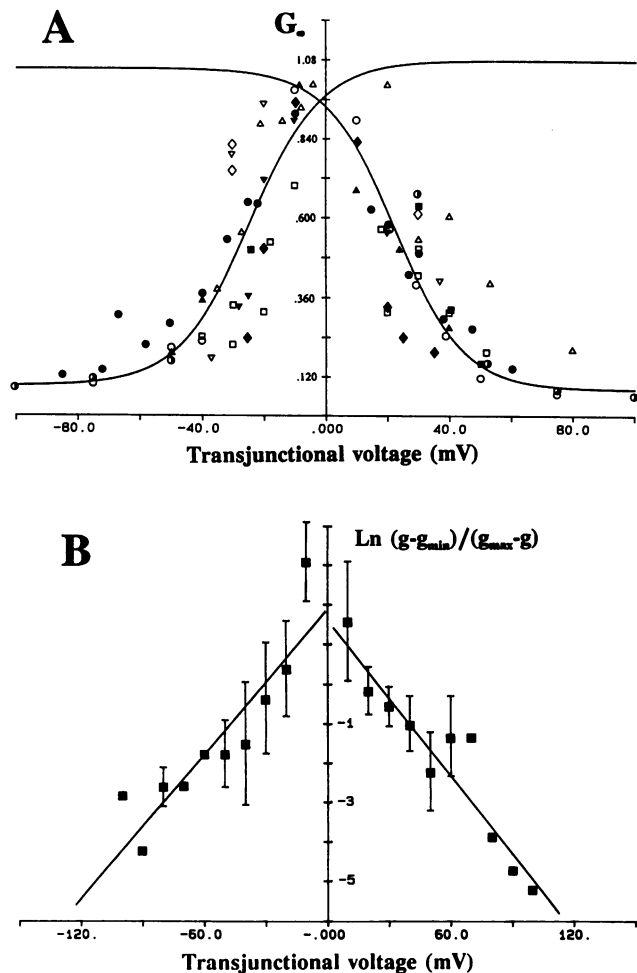 A
G∞
1.08
.840
.600
.360
.120
-80.0 -40.0 .000 40.0 80.0
Transjunctional voltage (mV)
B
Ln (g-gmin)/(gmax-g)
-1
-3
-5
-120. -60.0 -.000 60.0 120.
Transjunctional voltage (mV)